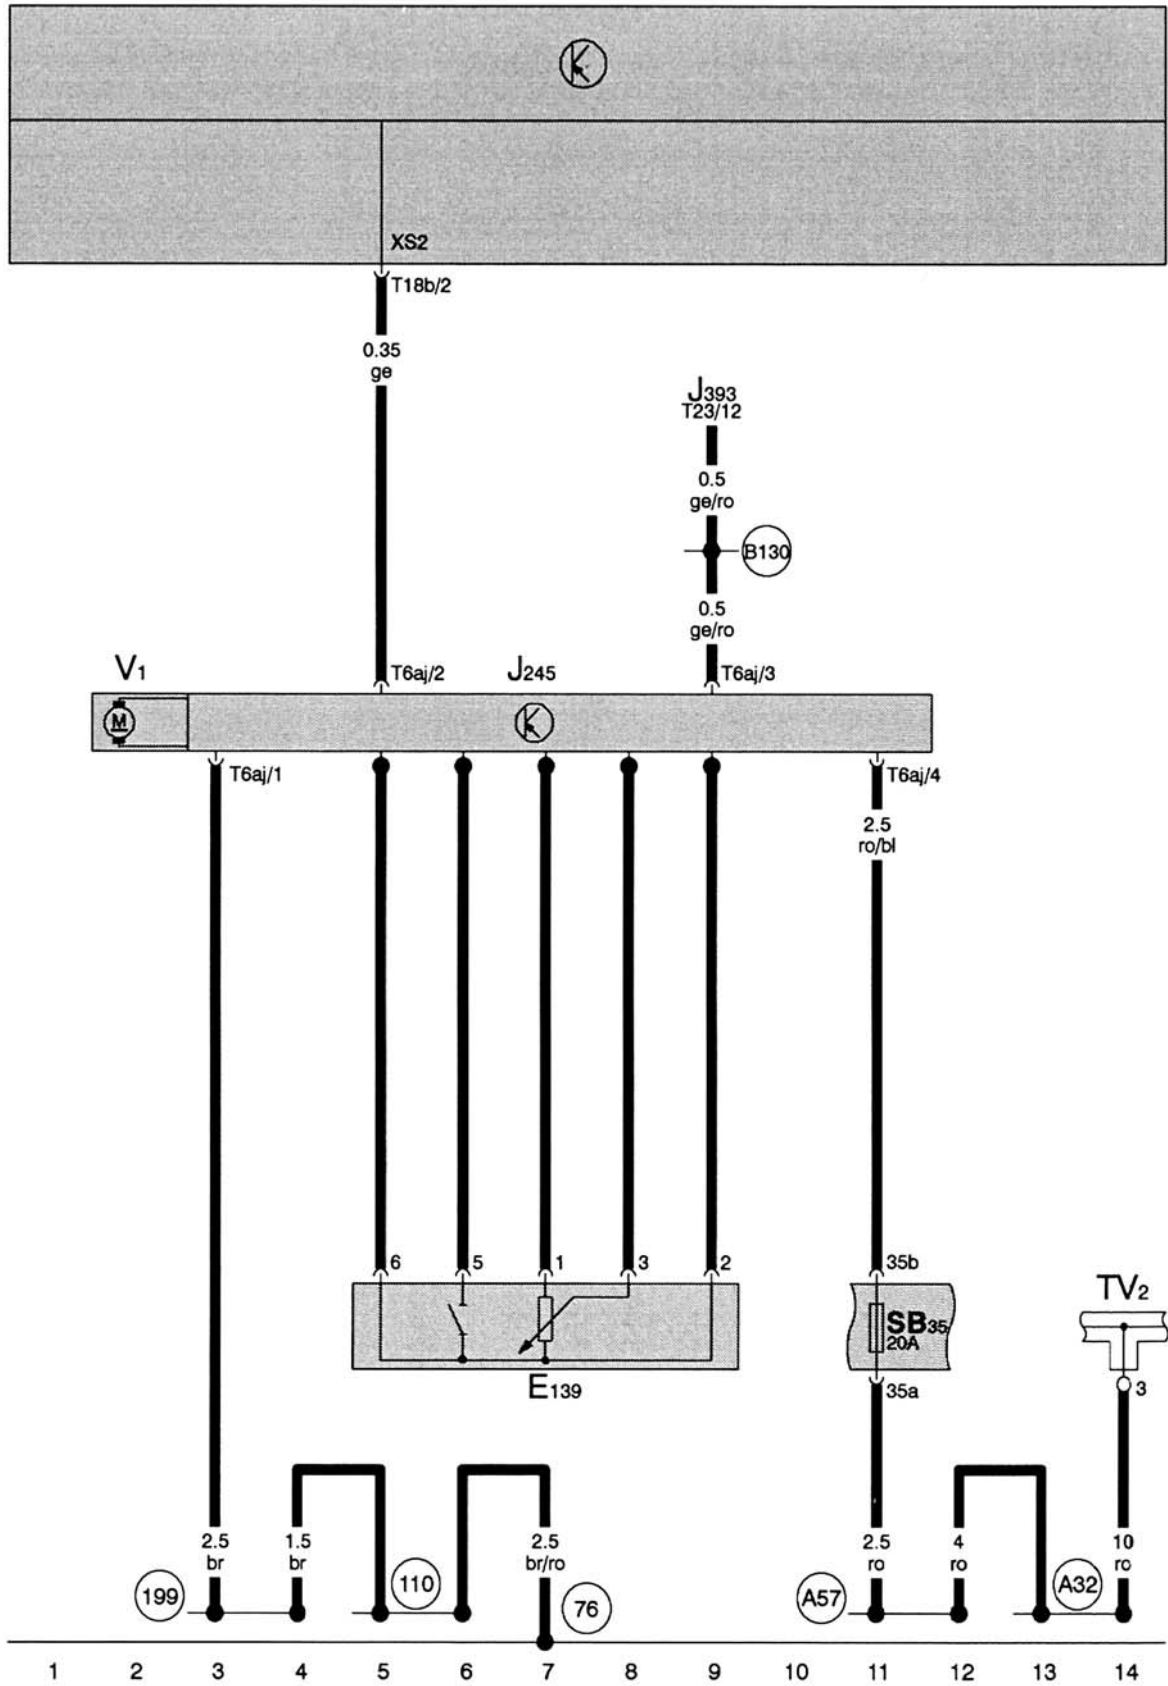 XS2
T18b/2
0.35
ge
J393
T23/12
0.5
ge/ro
B130
0.5
ge/ro
V1
T6aj/2
J245
T6aj/3
M
T6aj/1
T6aj/4
2.5
ro/bl
6 5 1 3 2 35b
TV2
SB35
20A
E139
35a
3
2.5 1.5 2.5 2.5 4 10
br br br/ro ro ro ro
199 110 76 A57 A32
1 2 3 4 5 6 7 8 9 10 11 12 13 14